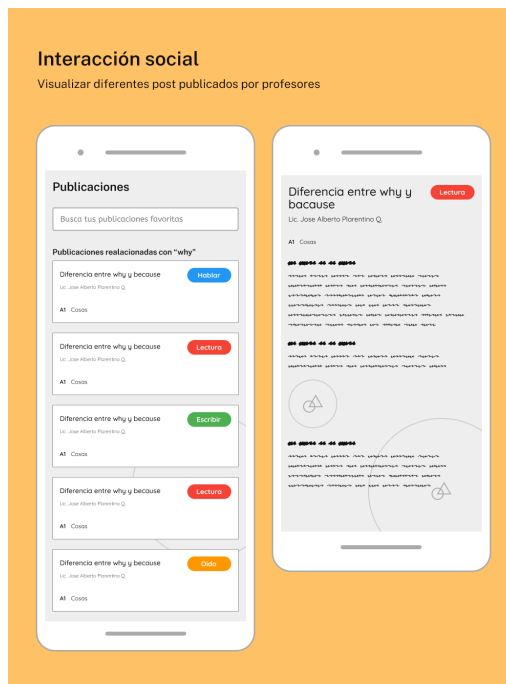 Interacción social
Visualizar diferentes post publicados por profesores
Publicaciones
Busca tus publicaciones favoritas
Publicaciones realacionadas con "why"
Diferencia entre why y because
Hablar
Lic. Jose Alberto Plorentino Q.
A1 Cosas
Diferencia entre why y because
Lectura
Lic. Jose Alberto Plorentino Q.
A1 Cosas
Diferencia entre why y because
Escribir
Lic. Jose Alberto Plorentino Q.
A1 Cosas
Diferencia entre why y because
Lectura
Lic. Jose Alberto Plorentino Q.
A1 Cosas
Diferencia entre why y because
Oido
Lic. Jose Alberto Plorentino Q.
A1 Cosas
Diferencia entre why y
bacause
Lectura
Lic. Jose Alberto Plorentino Q.
A1 Cosas